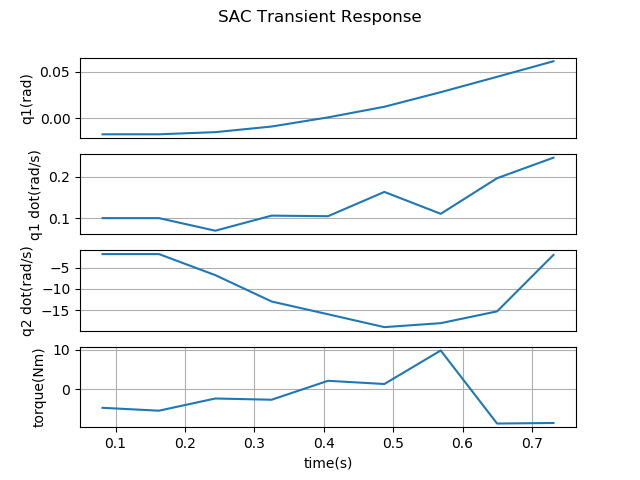 SAC Transient Response
q1(rad)
0.05
0.00
q1 dot(rad/s)
0.2
0.1
q2 dot(rad/s)
−5
−10
−15
torque(Nm)
10
0
0.1 0.2 0.3 0.4 0.5 0.6 0.7
time(s)